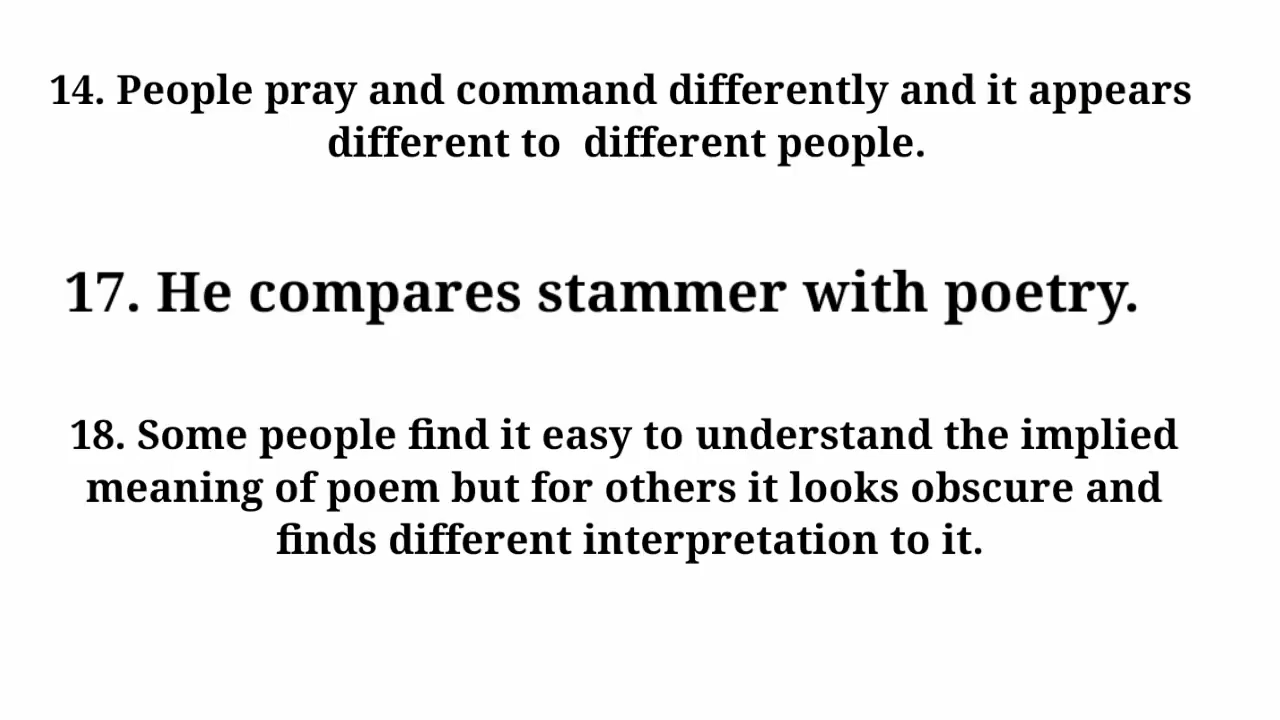 14. People pray and command differently and it appears
different to  different people.
17. He compares stammer with poetry.
18. Some people find it easy to understand the implied
meaning of poem but for others it looks obscure and
finds different interpretation to it.